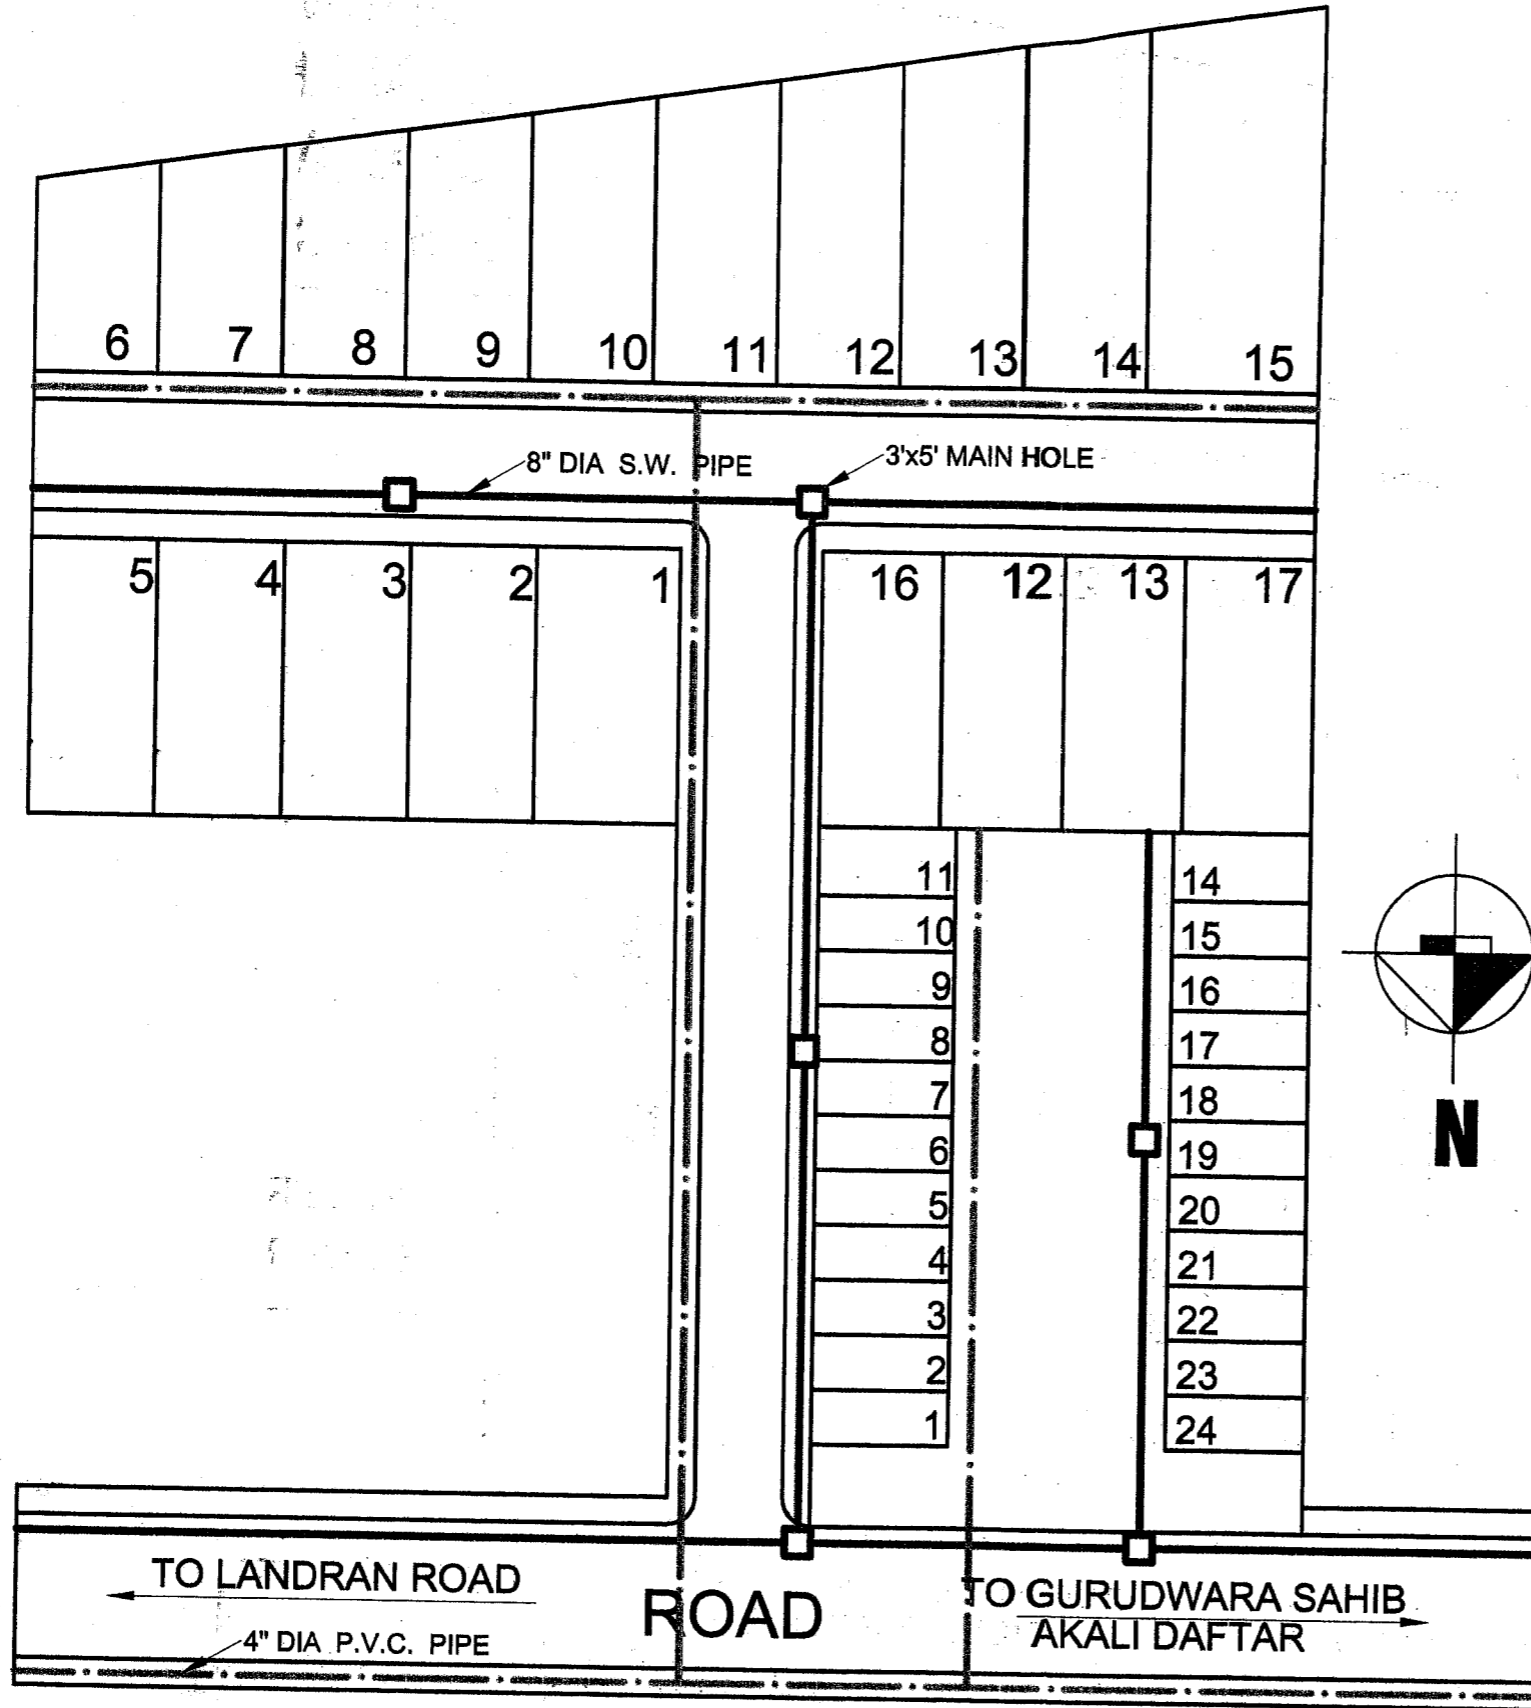 6 7 8 9 10 11 12 13 14 15
8" DIA S.W. PIPE
3'x5' MAIN HOLE
5 4 3 2 1 16 12 13 17
11 14
10 15
9 16
8 17
7 18
6 19
5 20
4 21
3 22
2 23
1 24
N
TO LANDRAN ROAD
ROAD
TO GURUDWARA SAHIB
AKALI DAFTAR
4" DIA P.V.C. PIPE